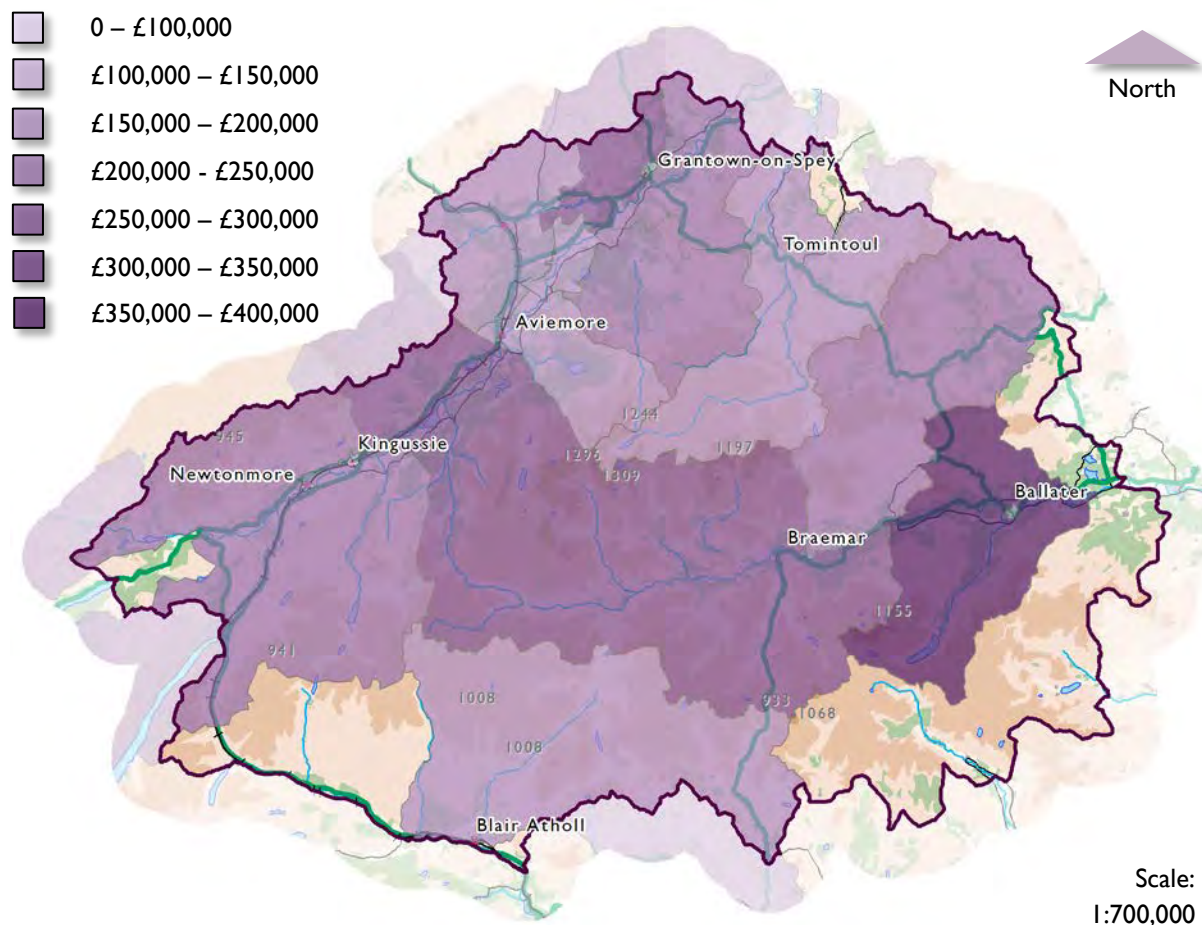 0 – £100,000
£100,000 – £150,000
£150,000 – £200,000
£200,000 - £250,000
£250,000 – £300,000
£300,000 – £350,000
£350,000 – £400,000
North
Grantown-on-Spey
Tomintoul
Aviemore
1244
945
Kingussie
1296
1197
1309
Newtonmore
Ballater
Braemar
1155
941
1008
933
1068
1008
Blair Atholl
Scale:
1:700,000